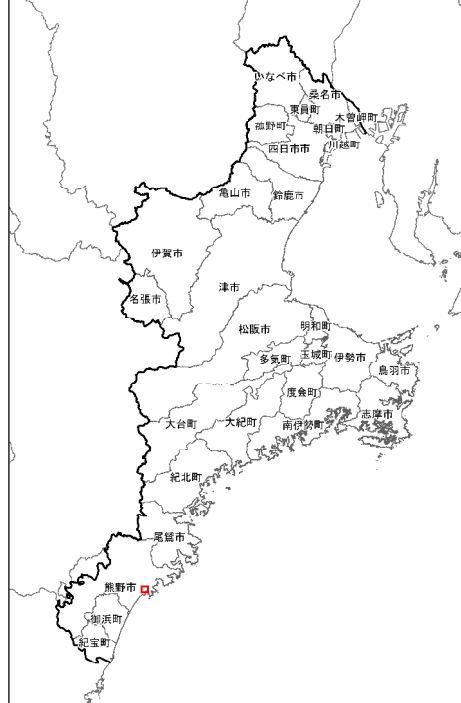 いなべ市
桑名市
東員町
木曽岬町
菰野町
朝日町
川越町
四日市市
亀山市
鈴鹿市
伊賀市
津市
名張市
松阪市
明和町
多気町
玉城町
伊勢市
鳥羽市
度会町
志摩市
大台町
大紀町
南伊勢町
紀北町
尾鷲市
熊野市
御浜町
紀宝町